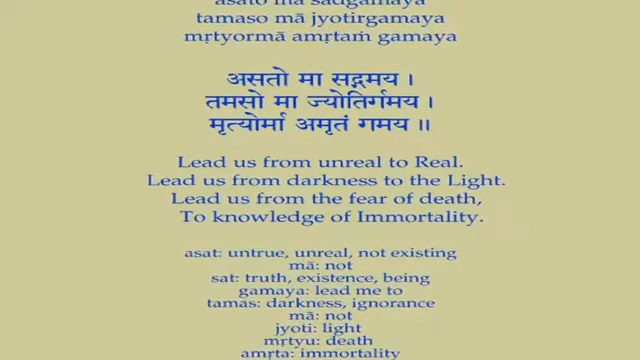 asato mā sadgamaya
tamaso mā jyotirgamaya
mṛtyormā amṛtaṁ gamaya
असतो मा सद्गमय ।
तमसो मा ज्योतिर्गमय ।
मृत्योर्मा अमृतं गमय ॥
Lead us from unreal to Real.
Lead us from darkness to the Light.
Lead us from the fear of death,
To knowledge of Immortality.
asat: untrue, unreal, not existing
mā: not
sat: truth, existence, being
gamaya: lead me to
tamas: darkness, ignorance
mā: not
jyoti: light
mṛtyu: death
amṛta: immortality